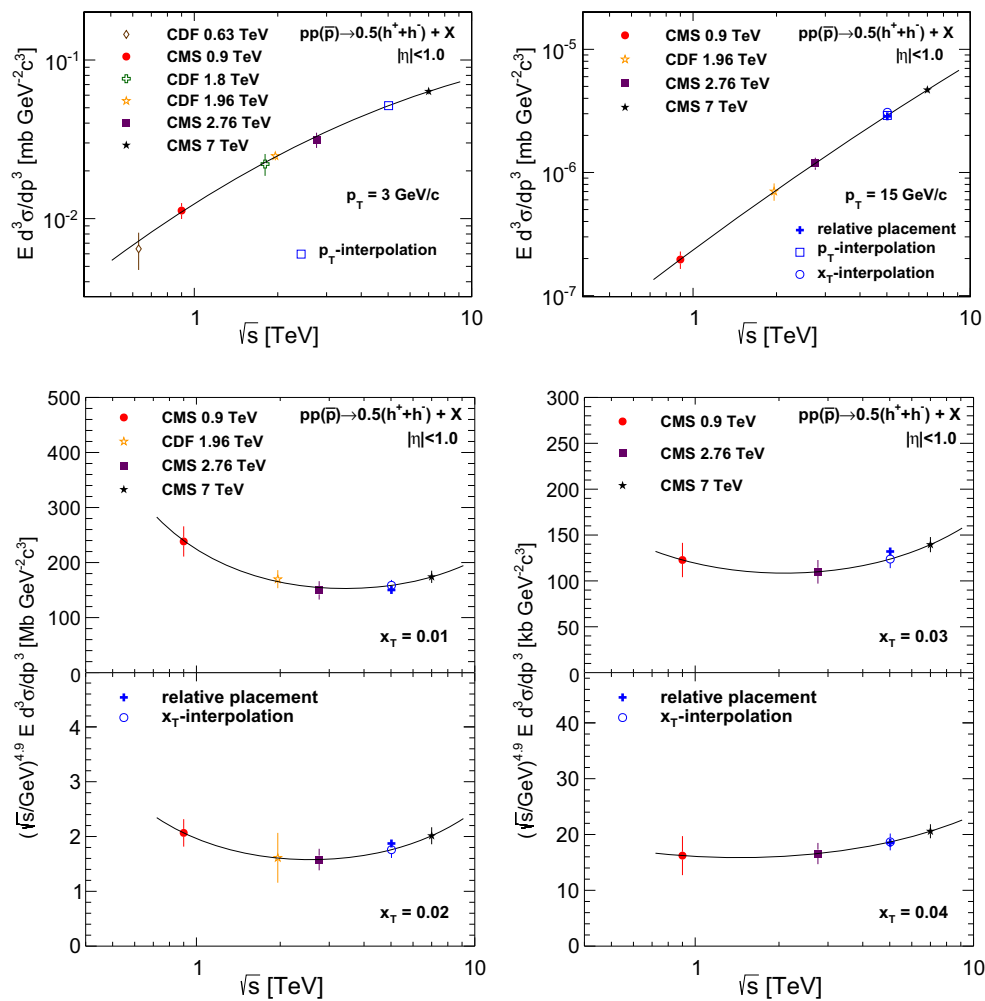 CDF 0.63 TeV
CMS 0.9 TeV
CDF 1.8 TeV
CDF 1.96 TeV
CMS 2.76 TeV
CMS 7 TeV
pp(p̅)→0.5(h⁺+h⁻) + X
|η|<1.0
10⁻¹
10⁻²
E d³σ/dp³ [mb GeV⁻²c³]
p_T = 3 GeV/c
p_T-interpolation
1
10
√s [TeV]
CMS 0.9 TeV
CDF 1.96 TeV
CMS 2.76 TeV
CMS 7 TeV
pp(p̅)→0.5(h⁺+h⁻) + X
|η|<1.0
10⁻⁵
10⁻⁶
10⁻⁷
E d³σ/dp³ [mb GeV⁻²c³]
p_T = 15 GeV/c
relative placement
p_T-interpolation
x_T-interpolation
1
10
√s [TeV]
CMS 0.9 TeV
CDF 1.96 TeV
CMS 2.76 TeV
CMS 7 TeV
pp(p̅)→0.5(h⁺+h⁻) + X
|η|<1.0
500
400
300
200
100
0
x_T = 0.01
(√s/GeV)⁴·⁹ E d³σ/dp³ [Mb GeV⁻²c³]
relative placement
x_T-interpolation
4
2
0
x_T = 0.02
1
10
√s [TeV]
CMS 0.9 TeV
CMS 2.76 TeV
CMS 7 TeV
pp(p̅)→0.5(h⁺+h⁻) + X
|η|<1.0
300
250
200
150
100
50
0
x_T = 0.03
(√s/GeV)⁴·⁹ E d³σ/dp³ [kb GeV⁻²c³]
relative placement
x_T-interpolation
40
20
0
x_T = 0.04
1
10
√s [TeV]